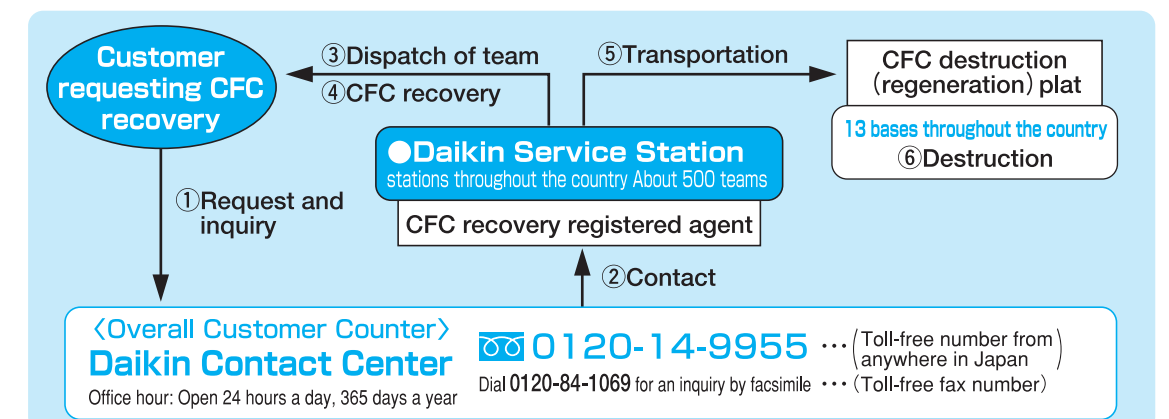 Customer
requesting CFC
recovery
③Dispatch of team
④CFC recovery
⑤Transportation
CFC destruction
(regeneration) plat
13 bases throughout the country
⑥Destruction
●Daikin Service Station
stations throughout the country About 500 teams
CFC recovery registered agent
①Request and
inquiry
②Contact
〈Overall Customer Counter〉
Daikin Contact Center
Office hour: Open 24 hours a day, 365 days a year
0120-14-9955 ··· (Toll-free number from
anywhere in Japan)
Dial 0120-84-1069 for an inquiry by facsimile ··· (Toll-free fax number)